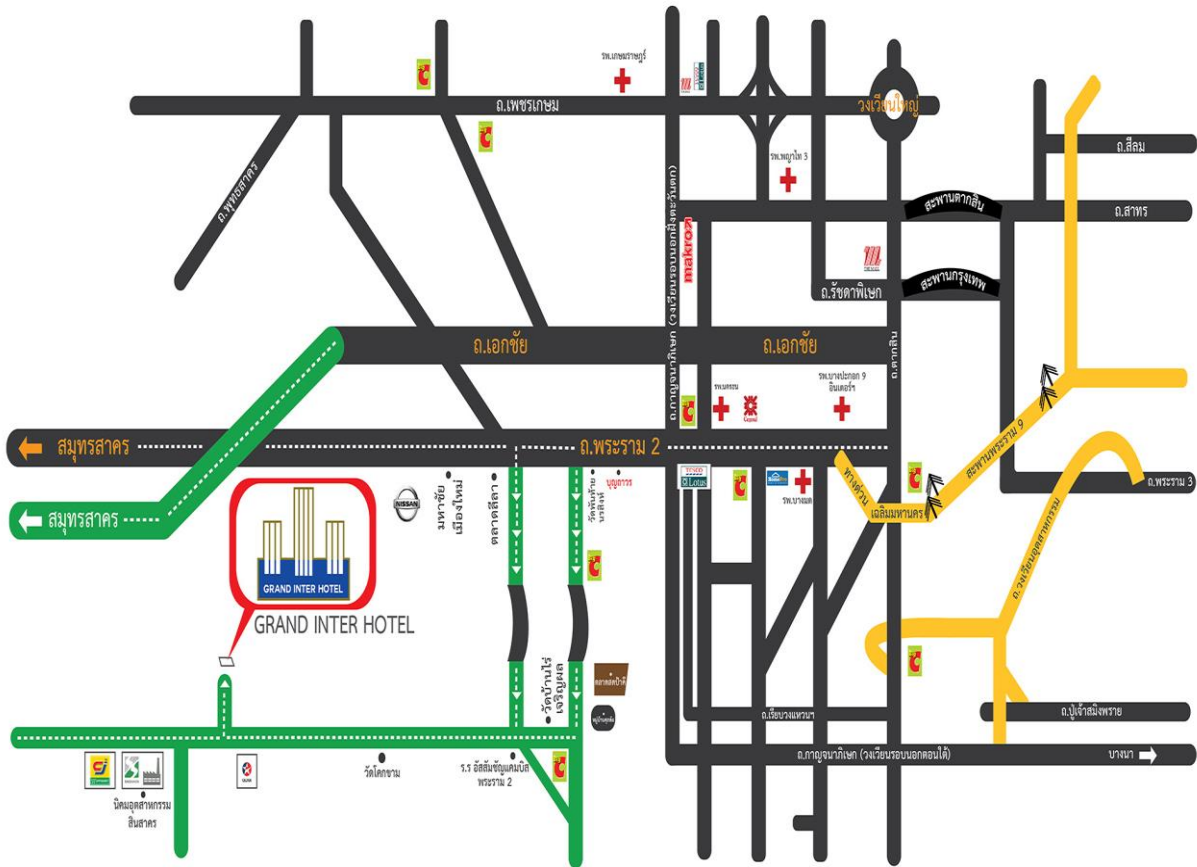 รพ.เกษมราษฎร์
ถ.เพชรเกษม
วงเวียนใหญ่
ถ.สีลม
ถ.พุทธสาคร
รพ.พญาไท 3
สะพานตากสิน
ถ.สาทร
ถ.กาญจนาภิเษก (วงเวียนรอบนอกฝั่งตะวันตก)
makro
สะพานกรุงเทพ
ถ.รัชดาพิเษก
ถ.เอกชัย
ถ.เอกชัย
ถ.ตากสิน
รพ.นครธน
รพ.บางปะกอก 9
อินเตอร์ฯ
สะพานพระราม 9
สมุทรสาคร
ถ.พระราม 2
TESCO
Lotus
รพ.บางมด
ทางด่วน
เฉลิมมหานคร
ถ.พระราม 3
สมุทรสาคร
NISSAN
มหาชัย
เมืองใหม่
ตลาดสีลา
วัดพันท้าย
นรสิงห์
บุญถาวร
ถ.วงเวียนอุตสาหกรรม
GRAND INTER HOTEL
GRAND INTER HOTEL
วัดบ้านไร่
เจริญผล
ถ.เรียบวงแหวนฯ
ถ.ปู่เจ้าสมิงพราย
ถ.กาญจนาภิเษก (วงเวียนรอบนอกตอนใต้)
บางนา
วัดโคกขาม
ร.ร อัสสัมชัญแคมบัส
พระราม 2
นิคมอุตสาหกรรม
สินสาคร